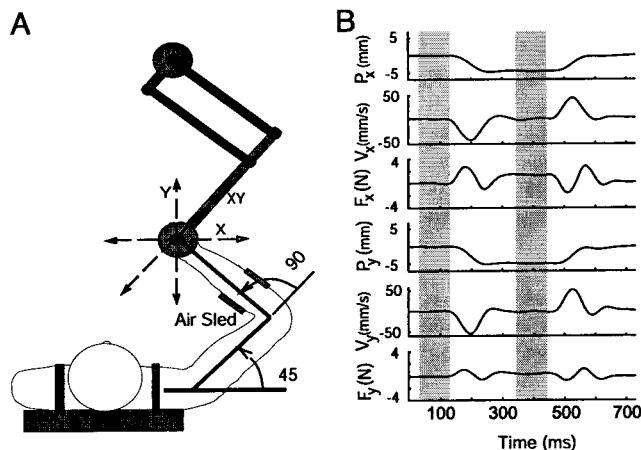 A
Y
XY
X
90
Air Sled
45
B
5
-5
Px (mm)
50
-50
Vx(mm/s)
4
-4
Fx(N)
5
-5
Py (mm)
50
-50
Vy(mm/s)
4
-4
Fy (N)
100 300 500 700
Time (ms)